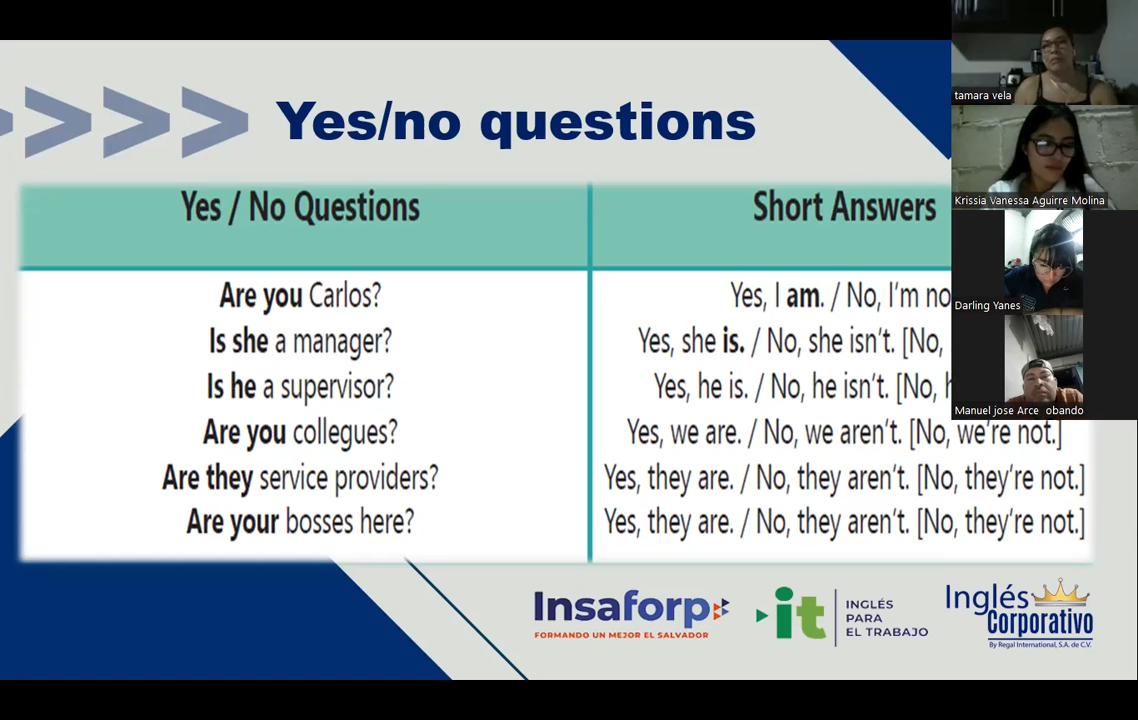 Yes/no questions
Yes / No Questions
Short Answers
Are you Carlos?
Yes, I am. / No, I'm no
Is she a manager?
Yes, she is. / No, she isn't. [No,
Is he a supervisor?
Yes, he is. / No, he isn't. [No, h
Are you collegues?
Yes, we are. / No, we aren't. [No, we're not.]
Are they service providers?
Yes, they are. / No, they aren't. [No, they're not.]
Are your bosses here?
Yes, they are. / No, they aren't. [No, they're not.]
tamara vela
Krissia Vanessa Aguirre Molina
Darling Yanes
Manuel jose Arce obando
Insaforp
FORMANDO UN MEJOR EL SALVADOR
it
INGLÉS
PARA
EL TRABAJO
Inglés
Corporativo
By Regal International, S.A. de C.V.